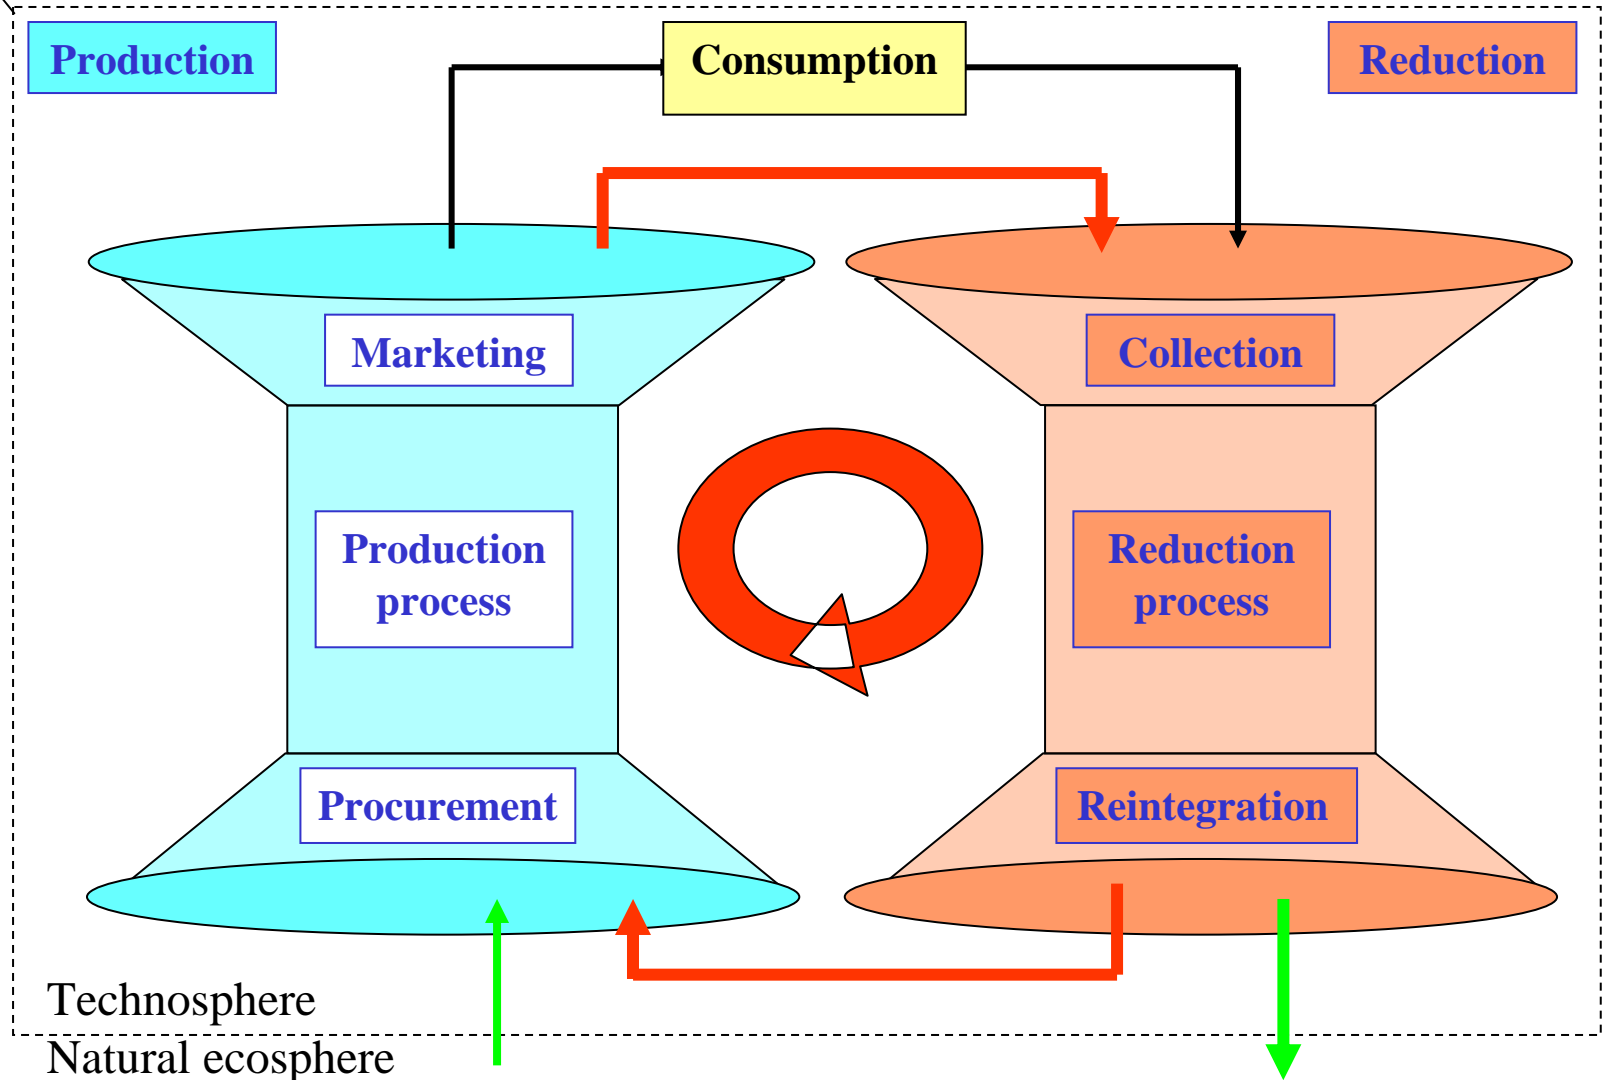 Production
Consumption
Reduction
Marketing
Collection
Production
process
Reduction
process
Procurement
Reintegration
Technosphere
Natural ecosphere